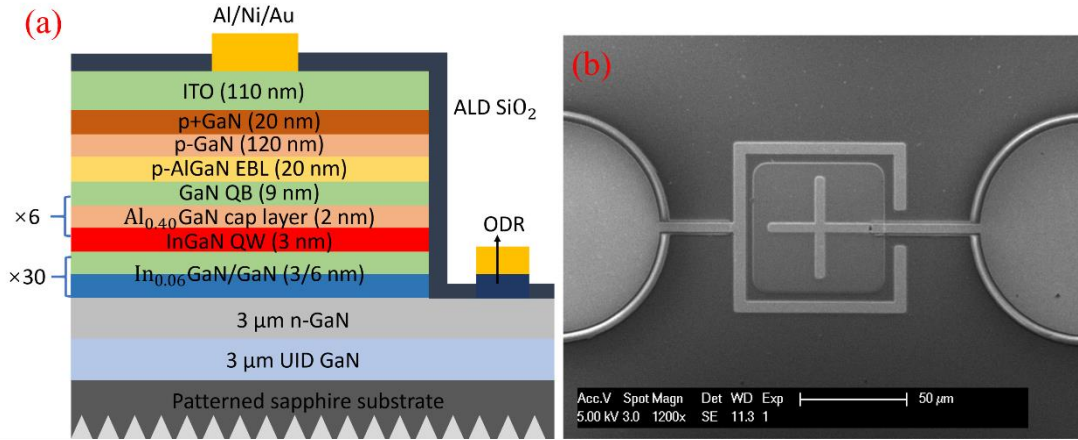 (a)
Al/Ni/Au
ITO (110 nm)
ALD SiO₂
p+GaN (20 nm)
p-GaN (120 nm)
p-AlGaN EBL (20 nm)
GaN QB (9 nm)
×6
Al₀.₄₀GaN cap layer (2 nm)
InGaN QW (3 nm)
ODR
×30
In₀.₀₆GaN/GaN (3/6 nm)
3 µm n-GaN
3 µm UID GaN
Patterned sapphire substrate
(b)
Acc.V Spot Magn Det WD Exp
5.00 kV 3.0 1200x SE 11.3 1
50 µm